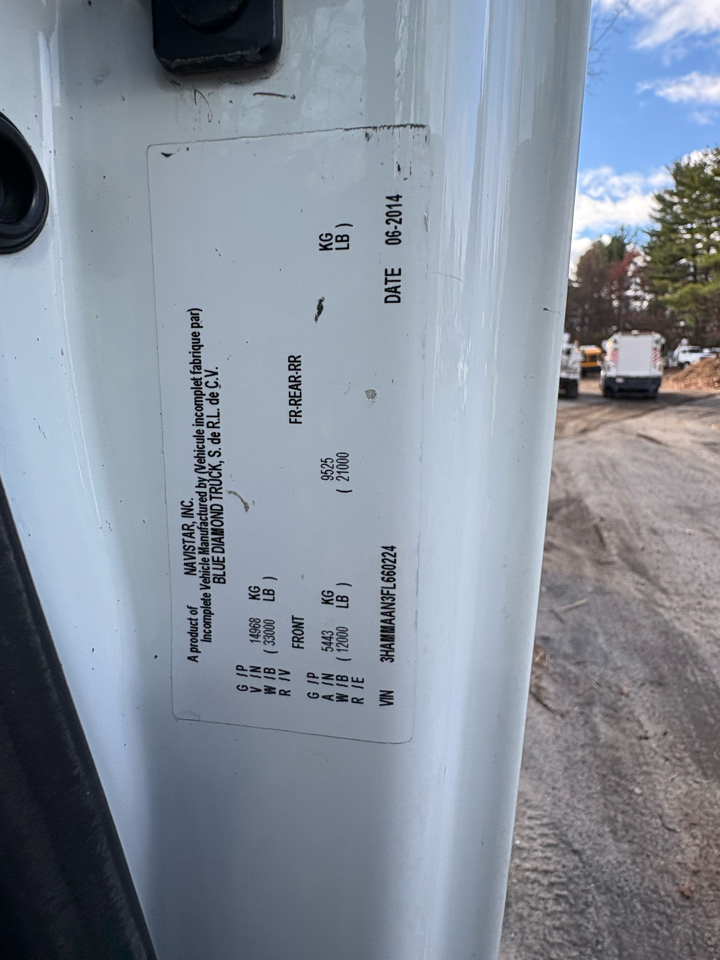 A product of NAVISTAR, INC.
Incomplete Vehicle Manufactured by (Vehicule incomplet fabrique par)
BLUE DIAMOND TRUCK, S. de R.L. de C.V.
G / P
V / N 14968 KG
W / B ( 33000 LB )
R / V
FRONT FR-REAR-RR
G / P
A / N 5443 KG 9525 KG
W / B ( 12000 LB ) ( 21000 LB )
R / E
VIN 3HAMMAAN3FL660224 DATE 06-2014